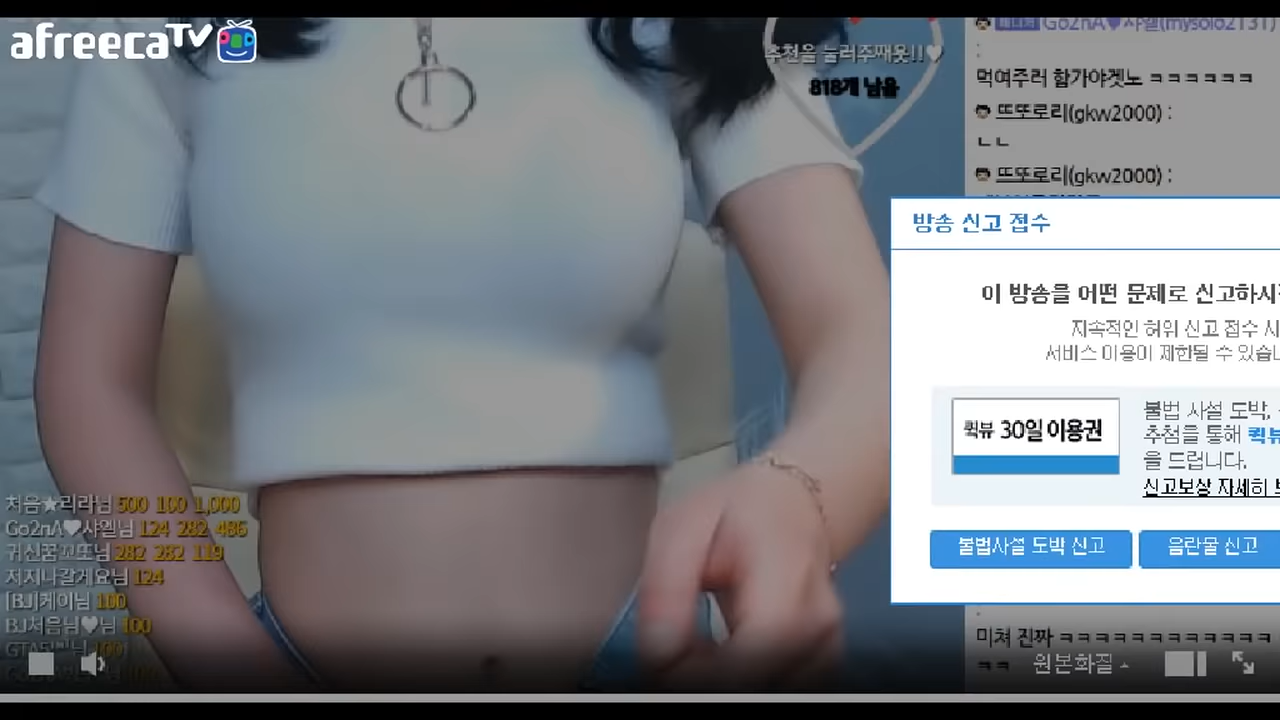 afreecaTV
Go2nA♥샤엘(mysolo2131)
:
추천을 눌러주째욧!!♥
818개 남음
먹여주러 함가야겟노 ㅋㅋㅋㅋㅋㅋ
뜨또로리(gkw2000) :
ㄴㄴ
뜨또로리(gkw2000) :
방송 신고 접수
이 방송을 어떤 문제로 신고하시
지속적인 허위 신고 접수 시
서비스 이용이 제한될 수 있습니
퀵뷰 30일 이용권
불법 사설 도박,
추첨을 통해 퀵뷰
을 드립니다.
신고보상 자세히
불법사설 도박 신고
음란물 신고
처음★리라님 500 100 1,000
Go2nA♥샤엘님 124 282 486
귀신꿈꼬또님 282 282 119
저지나갈게요님 124
[BJ]케이님 100
BJ처음님♥님 100
:
미쳐 진짜 ㅋㅋㅋㅋㅋㅋㅋㅋㅋㅋㅋㅋ
ㅋㅋ
원본화질